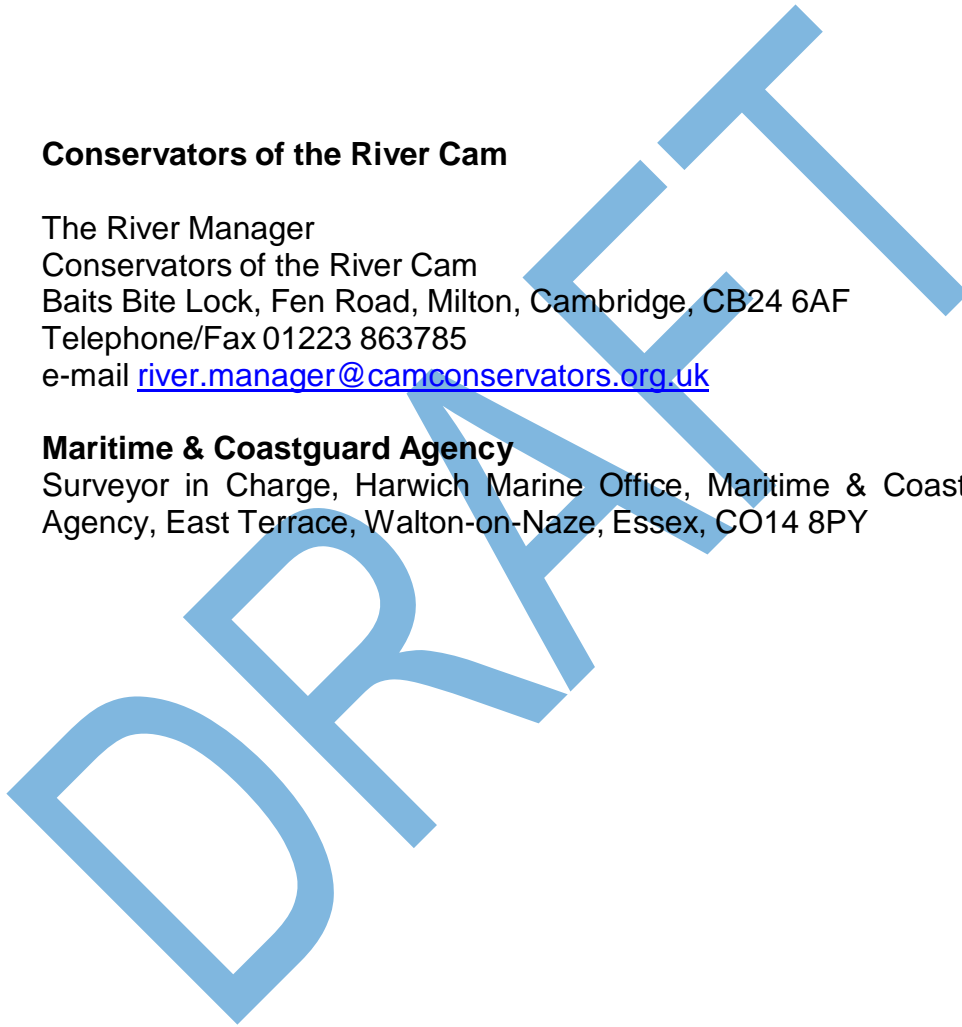 Conservators of the River Cam
The River Manager
Conservators of the River Cam
Baits Bite Lock, Fen Road, Milton, Cambridge, CB24 6AF
Telephone/Fax 01223 863785
e-mail river.manager@camconservators.org.uk
Maritime & Coastguard Agency
Surveyor in Charge, Harwich Marine Office, Maritime & Coast
Agency, East Terrace, Walton-on-Naze, Essex, CO14 8PY
DRAFT